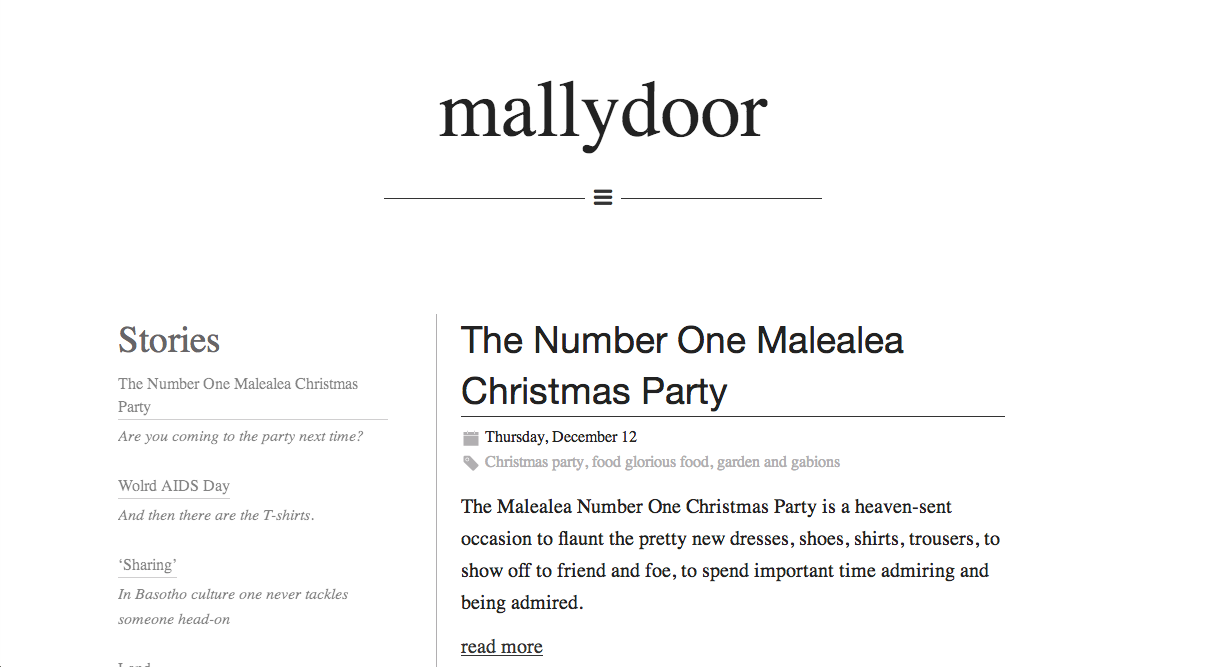 mallydoor
Stories
The Number One Malealea Christmas
Party
Are you coming to the party next time?
Wolrd AIDS Day
And then there are the T-shirts.
‘Sharing’
In Basotho culture one never tackles
someone head-on
The Number One Malealea
Christmas Party
Thursday, December 12
Christmas party, food glorious food, garden and gabions
The Malealea Number One Christmas Party is a heaven-sent
occasion to flaunt the pretty new dresses, shoes, shirts, trousers, to
show off to friend and foe, to spend important time admiring and
being admired.
read more